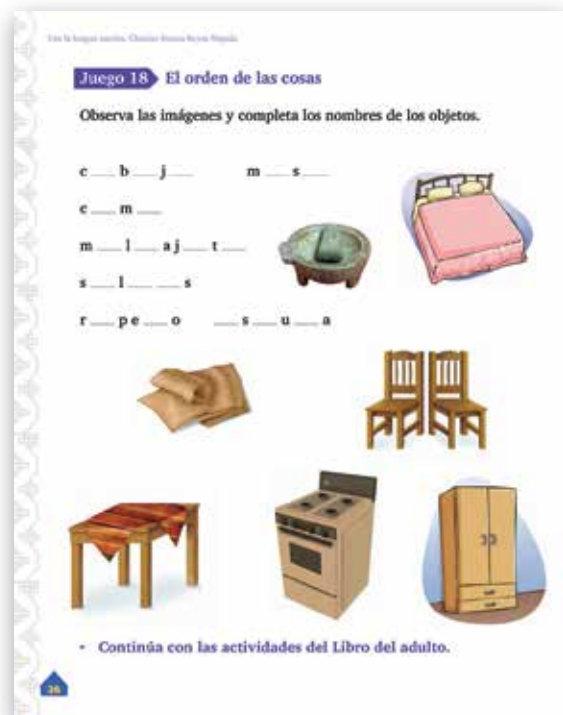 Juego 18 El orden de las cosas
Observa las imágenes y completa los nombres de los objetos.
c __ b __ j __ m __ s __
c __ m __
m __ l __ a j __ t __
s __ l __ __ s
r __ p e __ o __ s __ u __ a
• Continúa con las actividades del Libro del adulto.
36